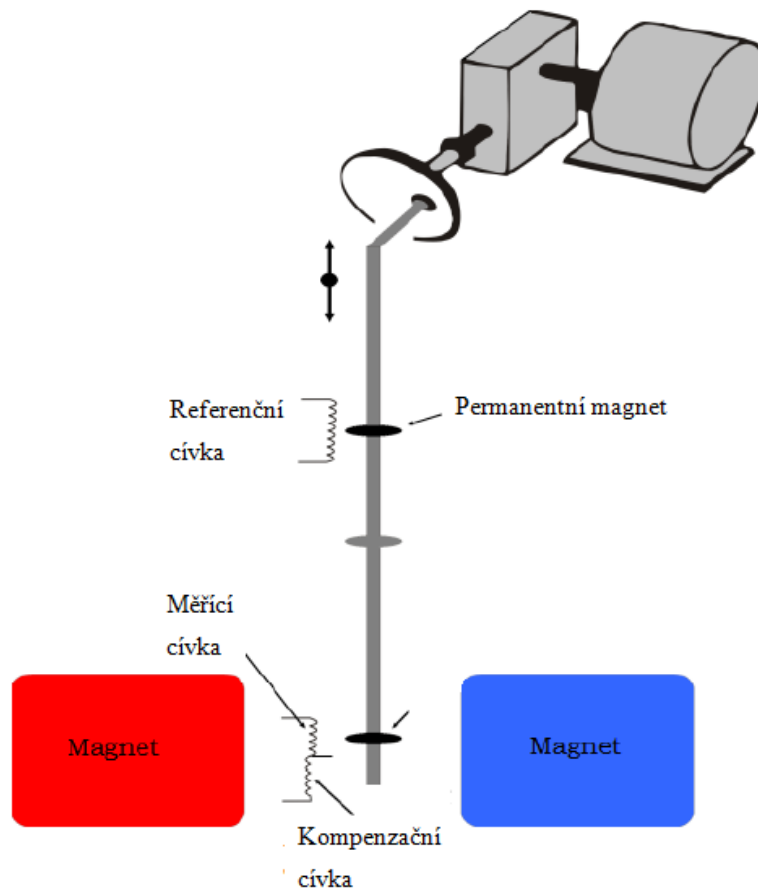 Referenční
cívka
Permanentní magnet
Měřící
cívka
Magnet
Magnet
Kompenzační
cívka